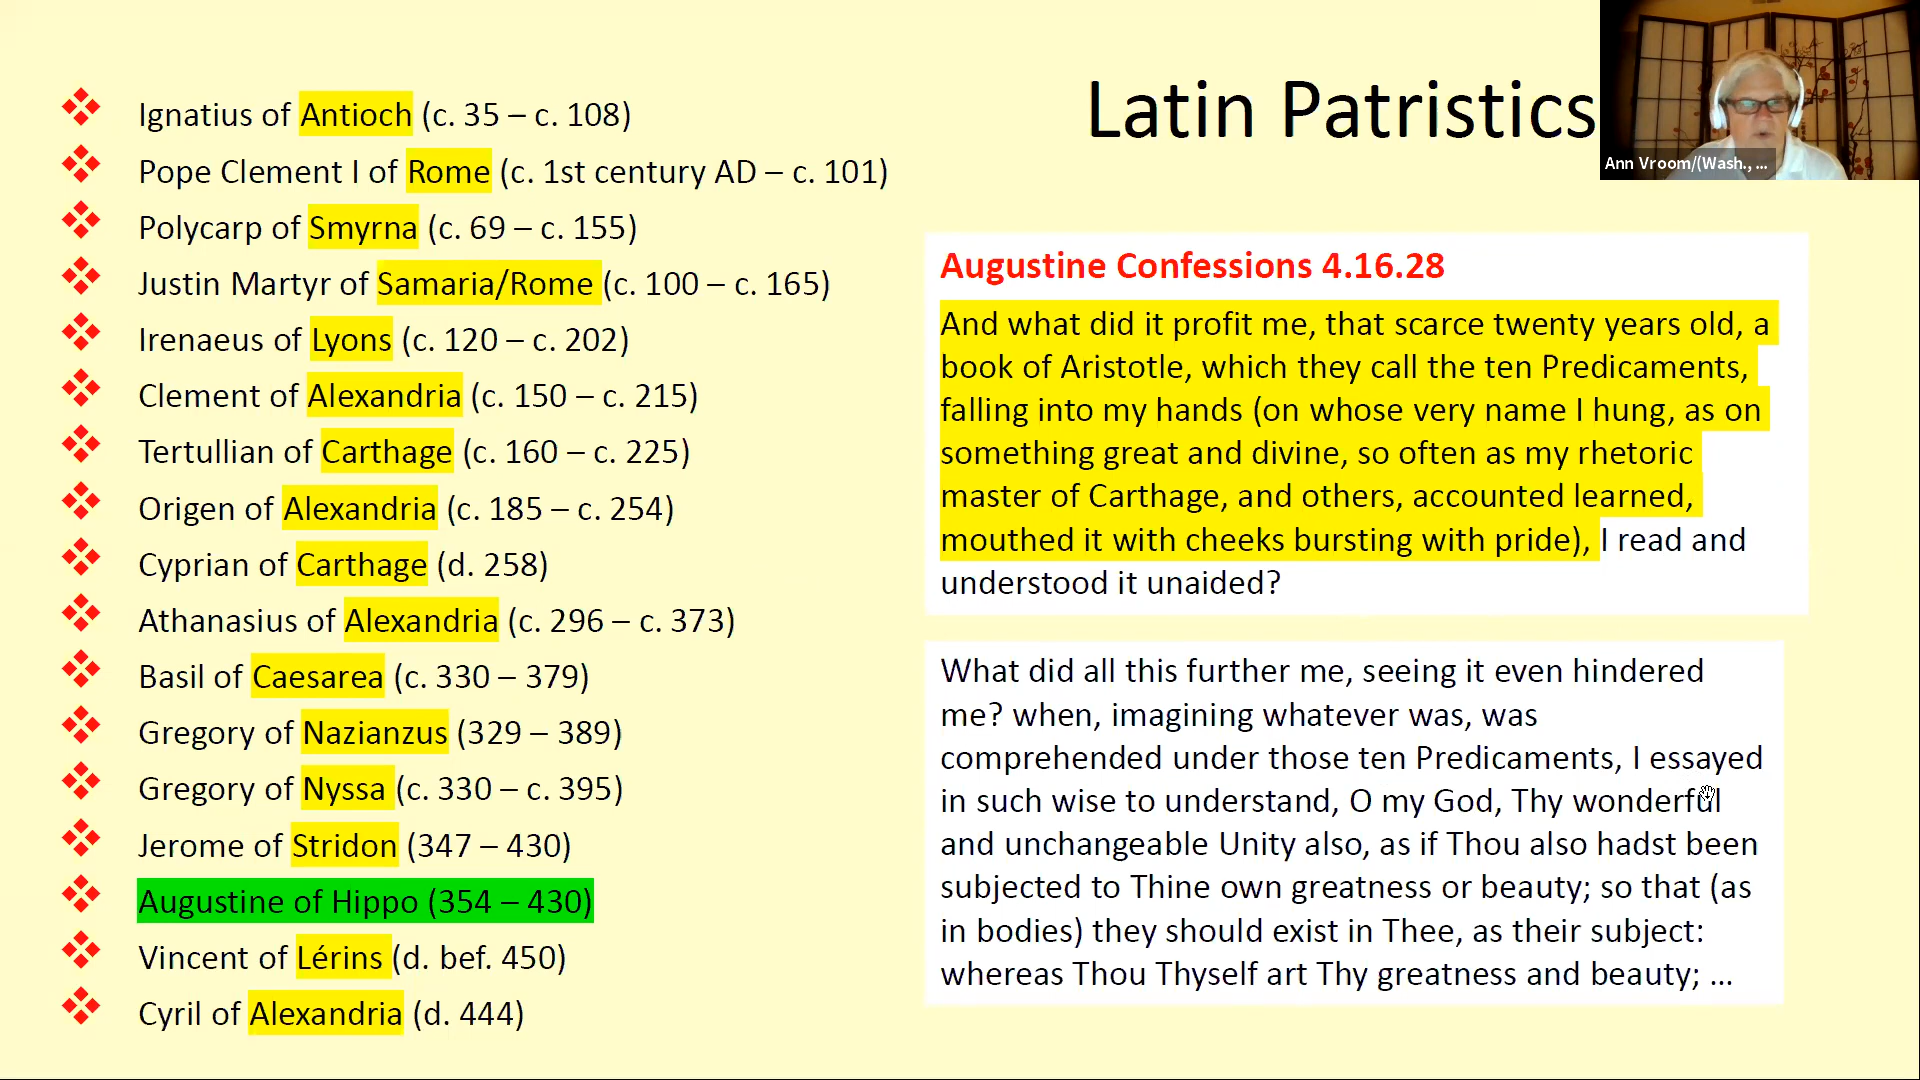 Latin Patristics
Ann Vroom/(Wash., ...
Ignatius of Antioch (c. 35 – c. 108)
Pope Clement I of Rome (c. 1st century AD – c. 101)
Polycarp of Smyrna (c. 69 – c. 155)
Justin Martyr of Samaria/Rome (c. 100 – c. 165)
Irenaeus of Lyons (c. 120 – c. 202)
Clement of Alexandria (c. 150 – c. 215)
Tertullian of Carthage (c. 160 – c. 225)
Origen of Alexandria (c. 185 – c. 254)
Cyprian of Carthage (d. 258)
Athanasius of Alexandria (c. 296 – c. 373)
Basil of Caesarea (c. 330 – 379)
Gregory of Nazianzus (329 – 389)
Gregory of Nyssa (c. 330 – c. 395)
Jerome of Stridon (347 – 430)
Augustine of Hippo (354 – 430)
Vincent of Lérins (d. bef. 450)
Cyril of Alexandria (d. 444)
Augustine Confessions 4.16.28
And what did it profit me, that scarce twenty years old, a
book of Aristotle, which they call the ten Predicaments,
falling into my hands (on whose very name I hung, as on
something great and divine, so often as my rhetoric
master of Carthage, and others, accounted learned,
mouthed it with cheeks bursting with pride), I read and
understood it unaided?
What did all this further me, seeing it even hindered
me? when, imagining whatever was, was
comprehended under those ten Predicaments, I essayed
in such wise to understand, O my God, Thy wonderful
and unchangeable Unity also, as if Thou also hadst been
subjected to Thine own greatness or beauty; so that (as
in bodies) they should exist in Thee, as their subject:
whereas Thou Thyself art Thy greatness and beauty; ...